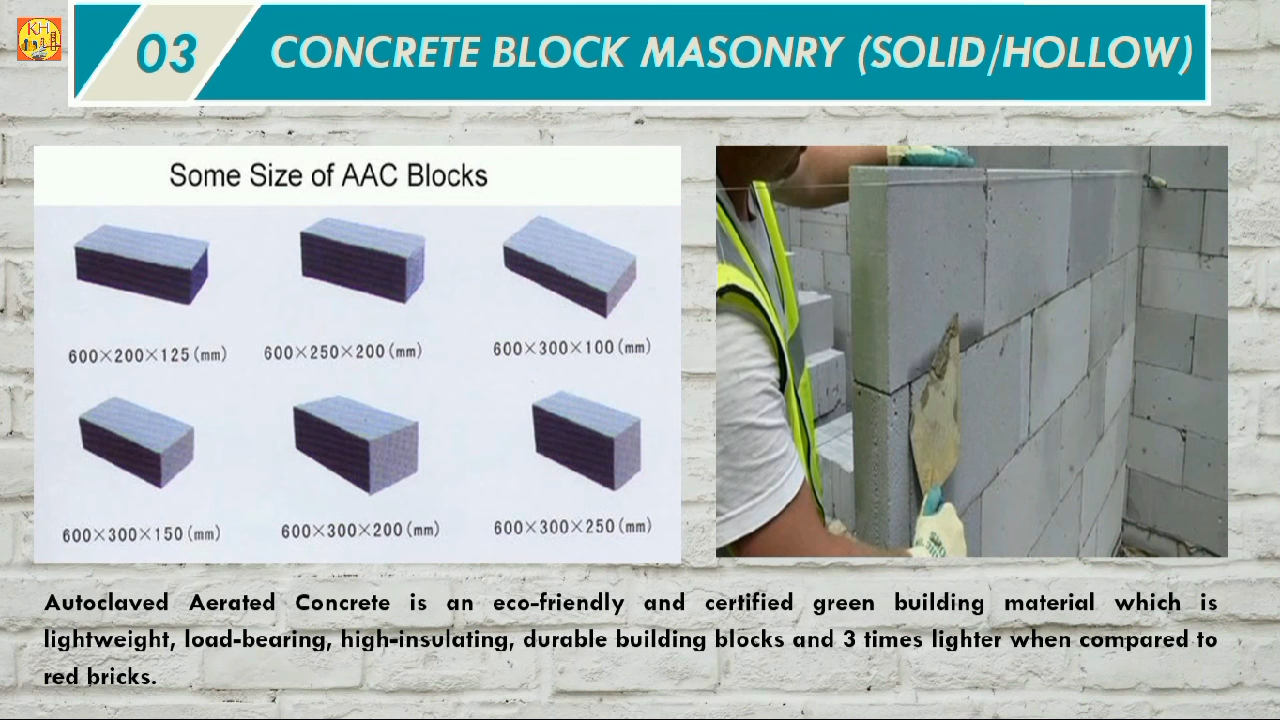 KH
03
CONCRETE BLOCK MASONRY (SOLID/HOLLOW)
Some Size of AAC Blocks
600×200×125(mm)
600×250×200(mm)
600×300×100(mm)
600×300×150(mm)
600×300×200(mm)
600×300×250(mm)
Autoclaved Aerated Concrete is an eco-friendly and certified green building material which is
lightweight, load-bearing, high-insulating, durable building blocks and 3 times lighter when compared to
red bricks.